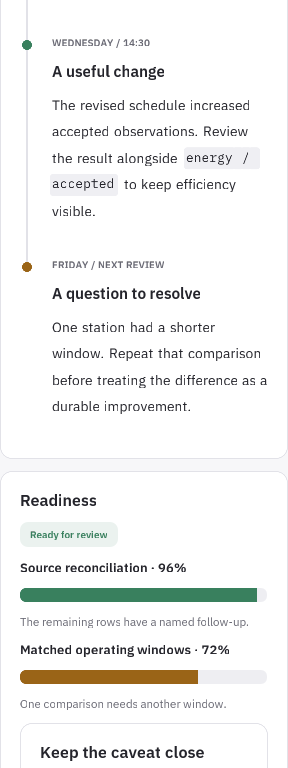 WEDNESDAY / 14:30
A useful change
The revised schedule increased
accepted observations. Review
the result alongside energy /
accepted to keep efficiency
visible.
FRIDAY / NEXT REVIEW
A question to resolve
One station had a shorter
window. Repeat that comparison
before treating the difference as a
durable improvement.
Readiness
Ready for review
Source reconciliation · 96%
The remaining rows have a named follow-up.
Matched operating windows · 72%
One comparison needs another window.
Keep the caveat close